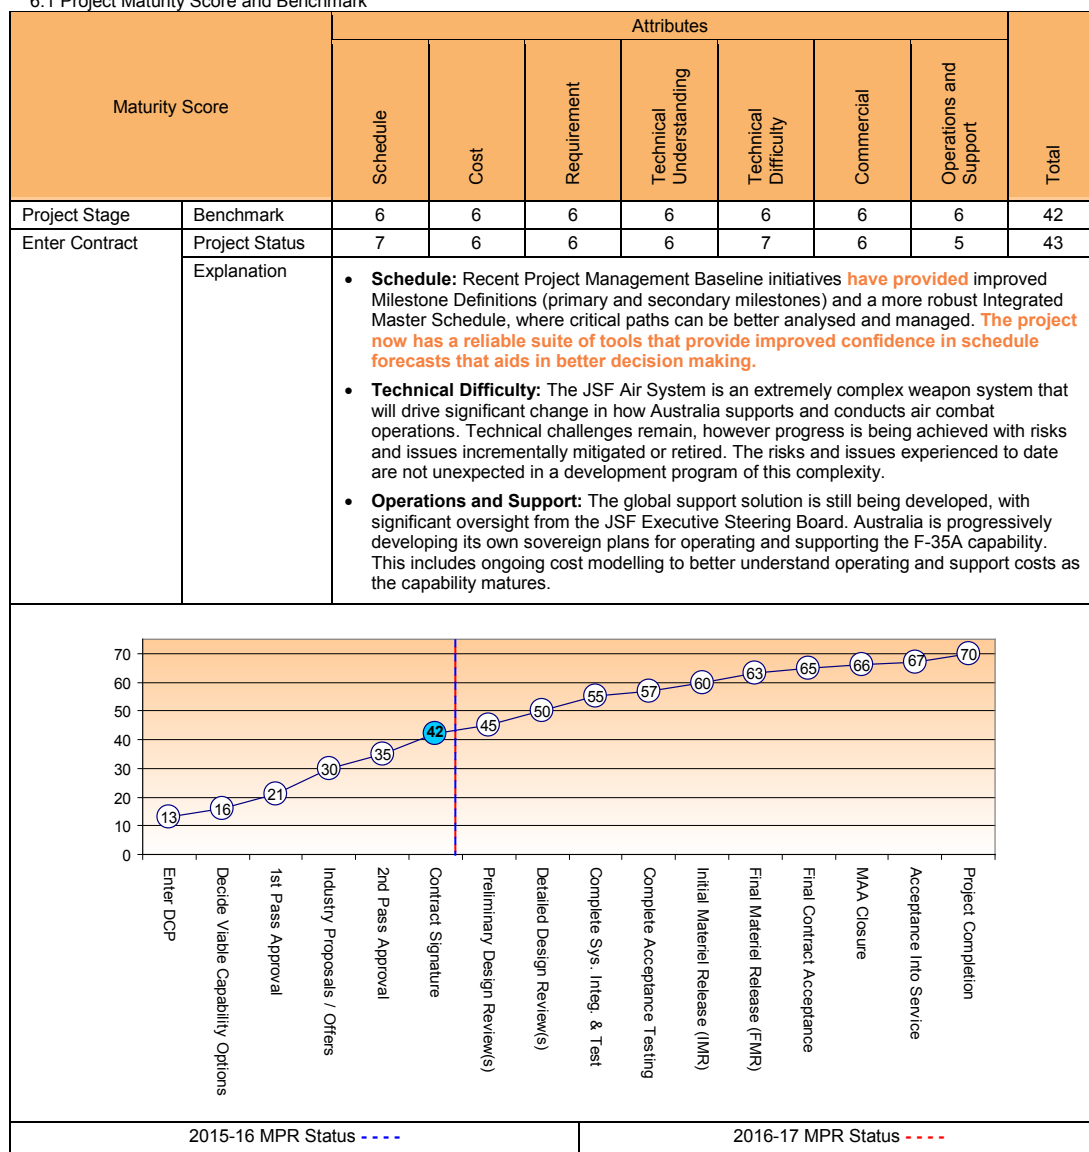 6.1 Project Maturity Score and Benchmark
Maturity Score
Attributes
Schedule
Cost
Requirement
Technical
Understanding
Technical
Difficulty
Commercial
Operations and
Support
Total
Project Stage Benchmark 6 6 6 6 6 6 6 42
Enter Contract Project Status 7 6 6 6 7 6 5 43
Explanation
• Schedule: Recent Project Management Baseline initiatives have provided improved
Milestone Definitions (primary and secondary milestones) and a more robust Integrated
Master Schedule, where critical paths can be better analysed and managed. The project
now has a reliable suite of tools that provide improved confidence in schedule
forecasts that aids in better decision making.
• Technical Difficulty: The JSF Air System is an extremely complex weapon system that
will drive significant change in how Australia supports and conducts air combat
operations. Technical challenges remain, however progress is being achieved with risks
and issues incrementally mitigated or retired. The risks and issues experienced to date
are not unexpected in a development program of this complexity.
• Operations and Support: The global support solution is still being developed, with
significant oversight from the JSF Executive Steering Board. Australia is progressively
developing its own sovereign plans for operating and supporting the F-35A capability.
This includes ongoing cost modelling to better understand operating and support costs as
the capability matures.
70
60
50
40
30
20
10
0
13
16
21
30
35
42
45
50
55
57
60
63
65
66
67
70
Enter DCP
Decide Viable Capability Options
1st Pass Approval
Industry Proposals / Offers
2nd Pass Approval
Contract Signature
Preliminary Design Review(s)
Detailed Design Review(s)
Complete Sys. Integ. & Test
Complete Acceptance Testing
Initial Materiel Release (IMR)
Final Materiel Release (FMR)
Final Contract Acceptance
MAA Closure
Acceptance Into Service
Project Completion
2015-16 MPR Status - - - -
2016-17 MPR Status - - - -